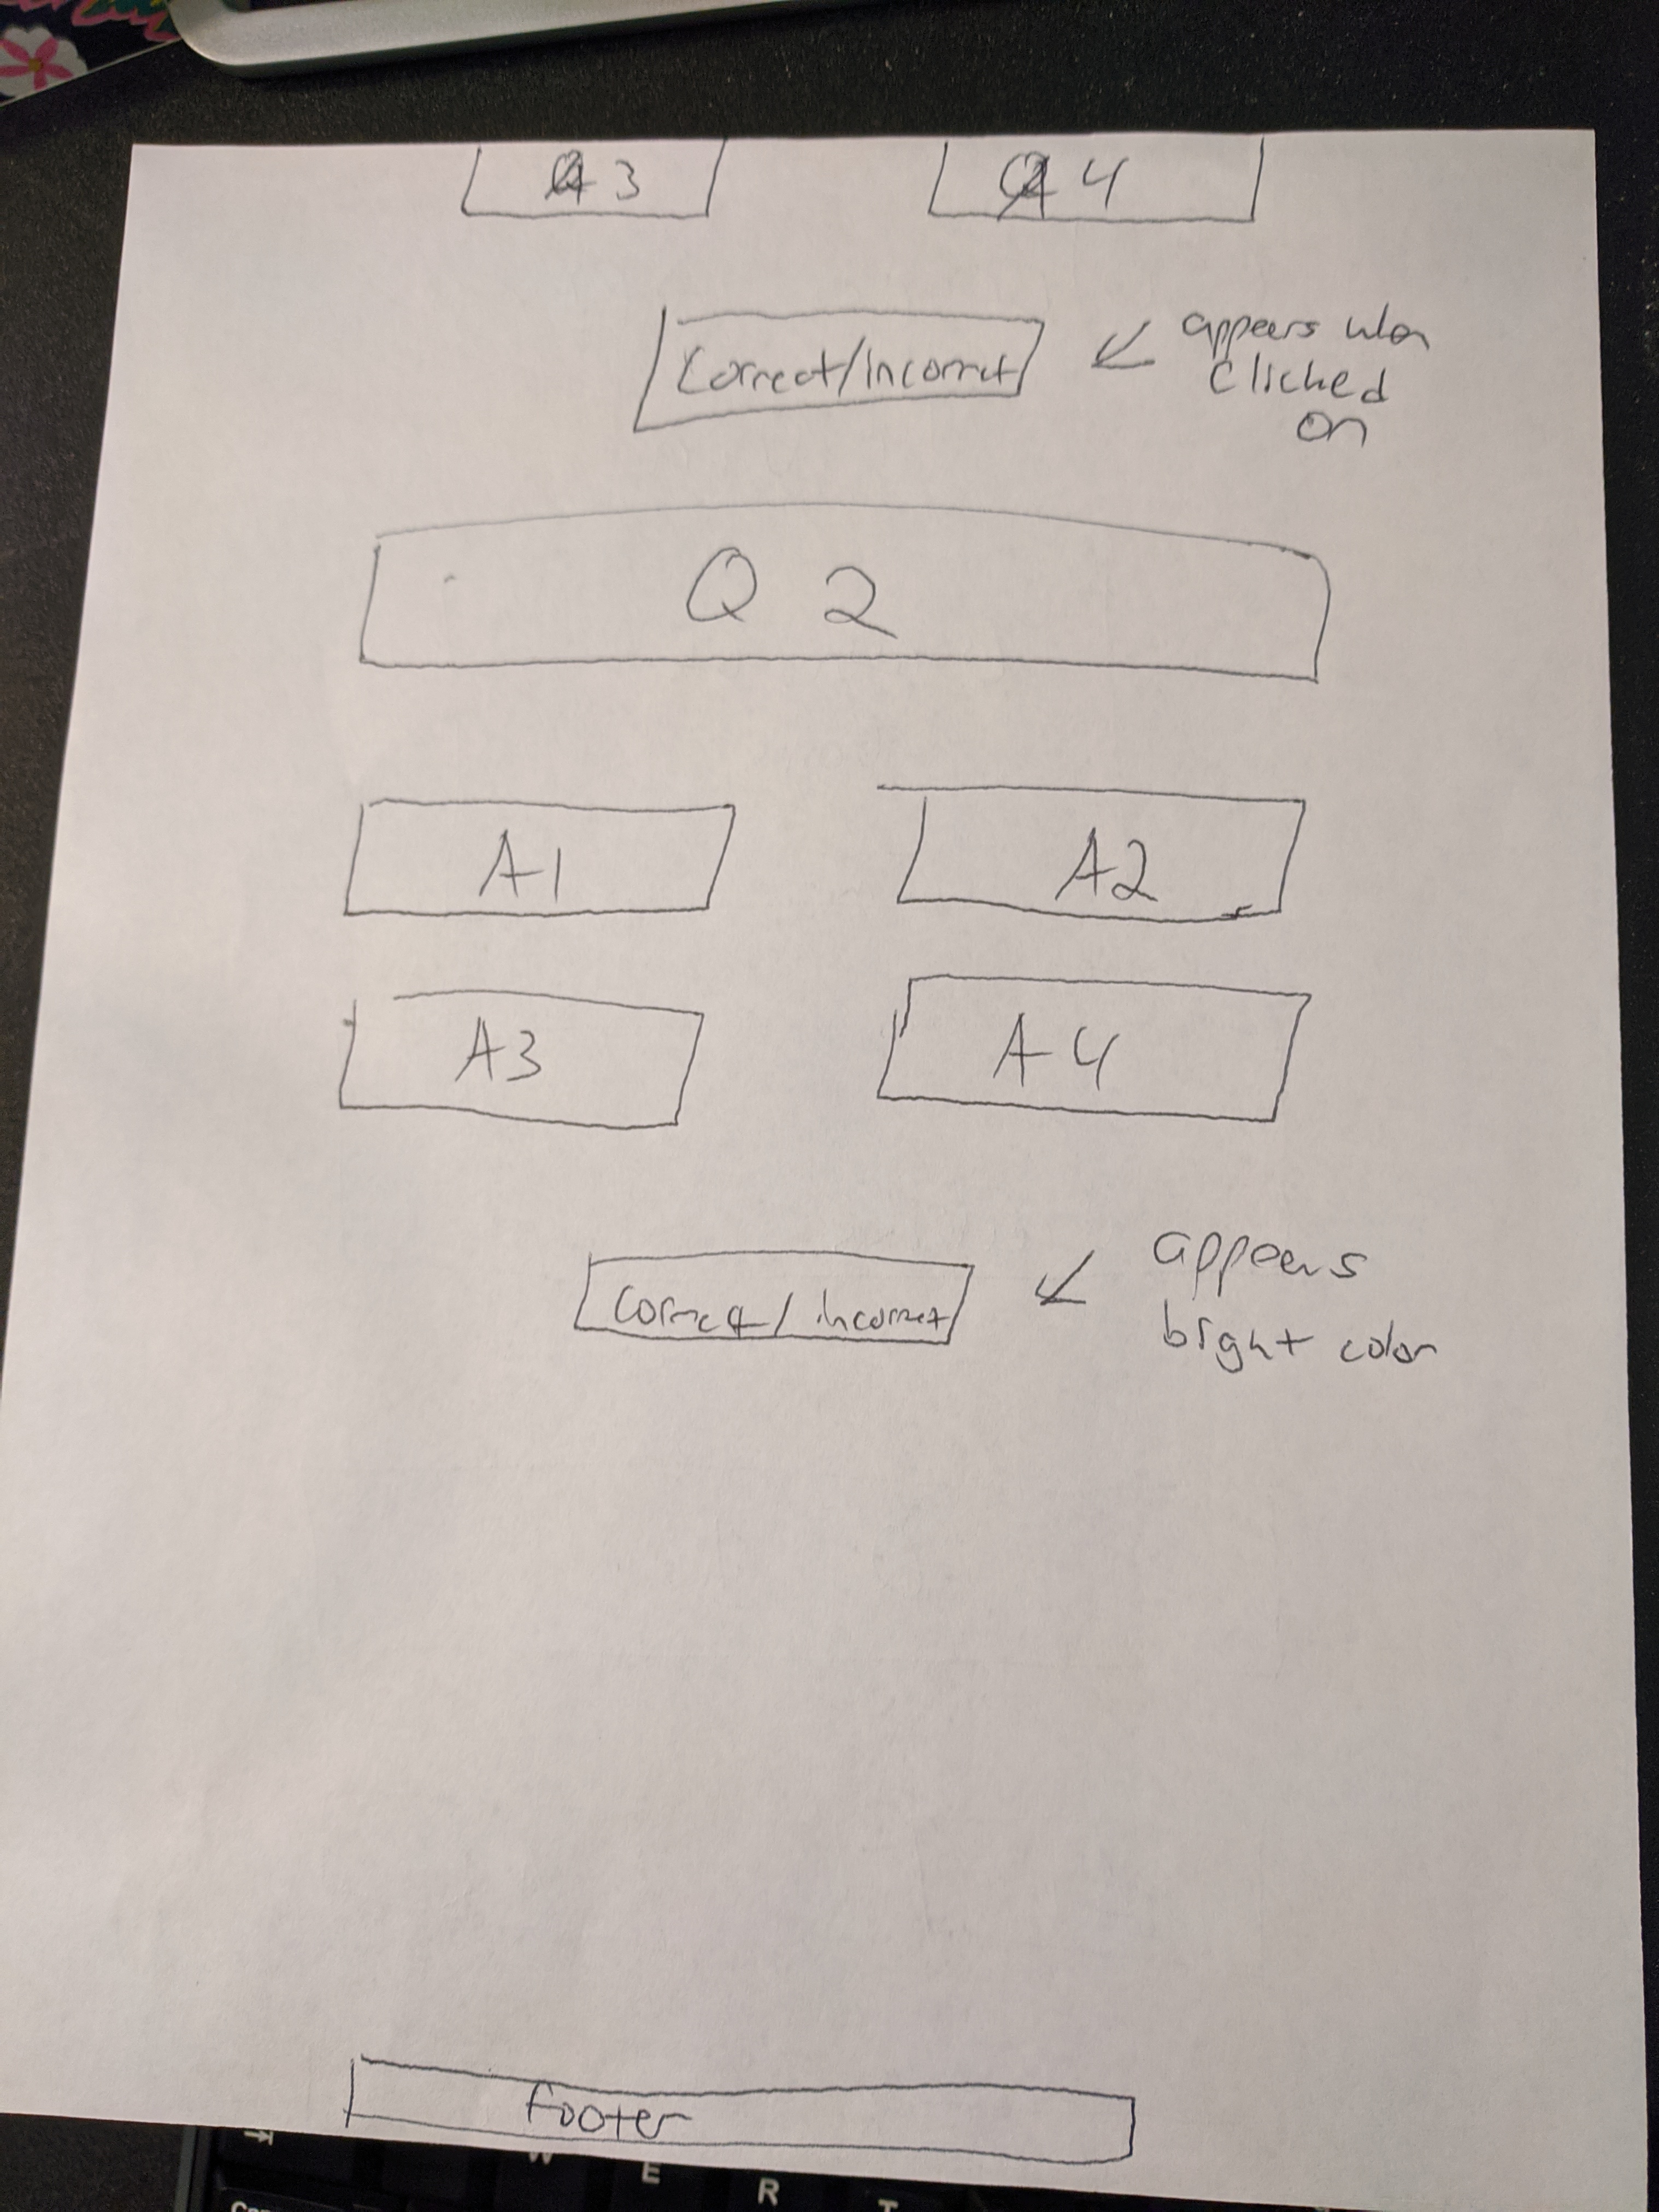 A3 A4
Correct/incorrect
appears when
clicked
on
Q 2
A1 A2
A3 A4
correct/incorrect
appears
bright color
footer
W
E
R
T